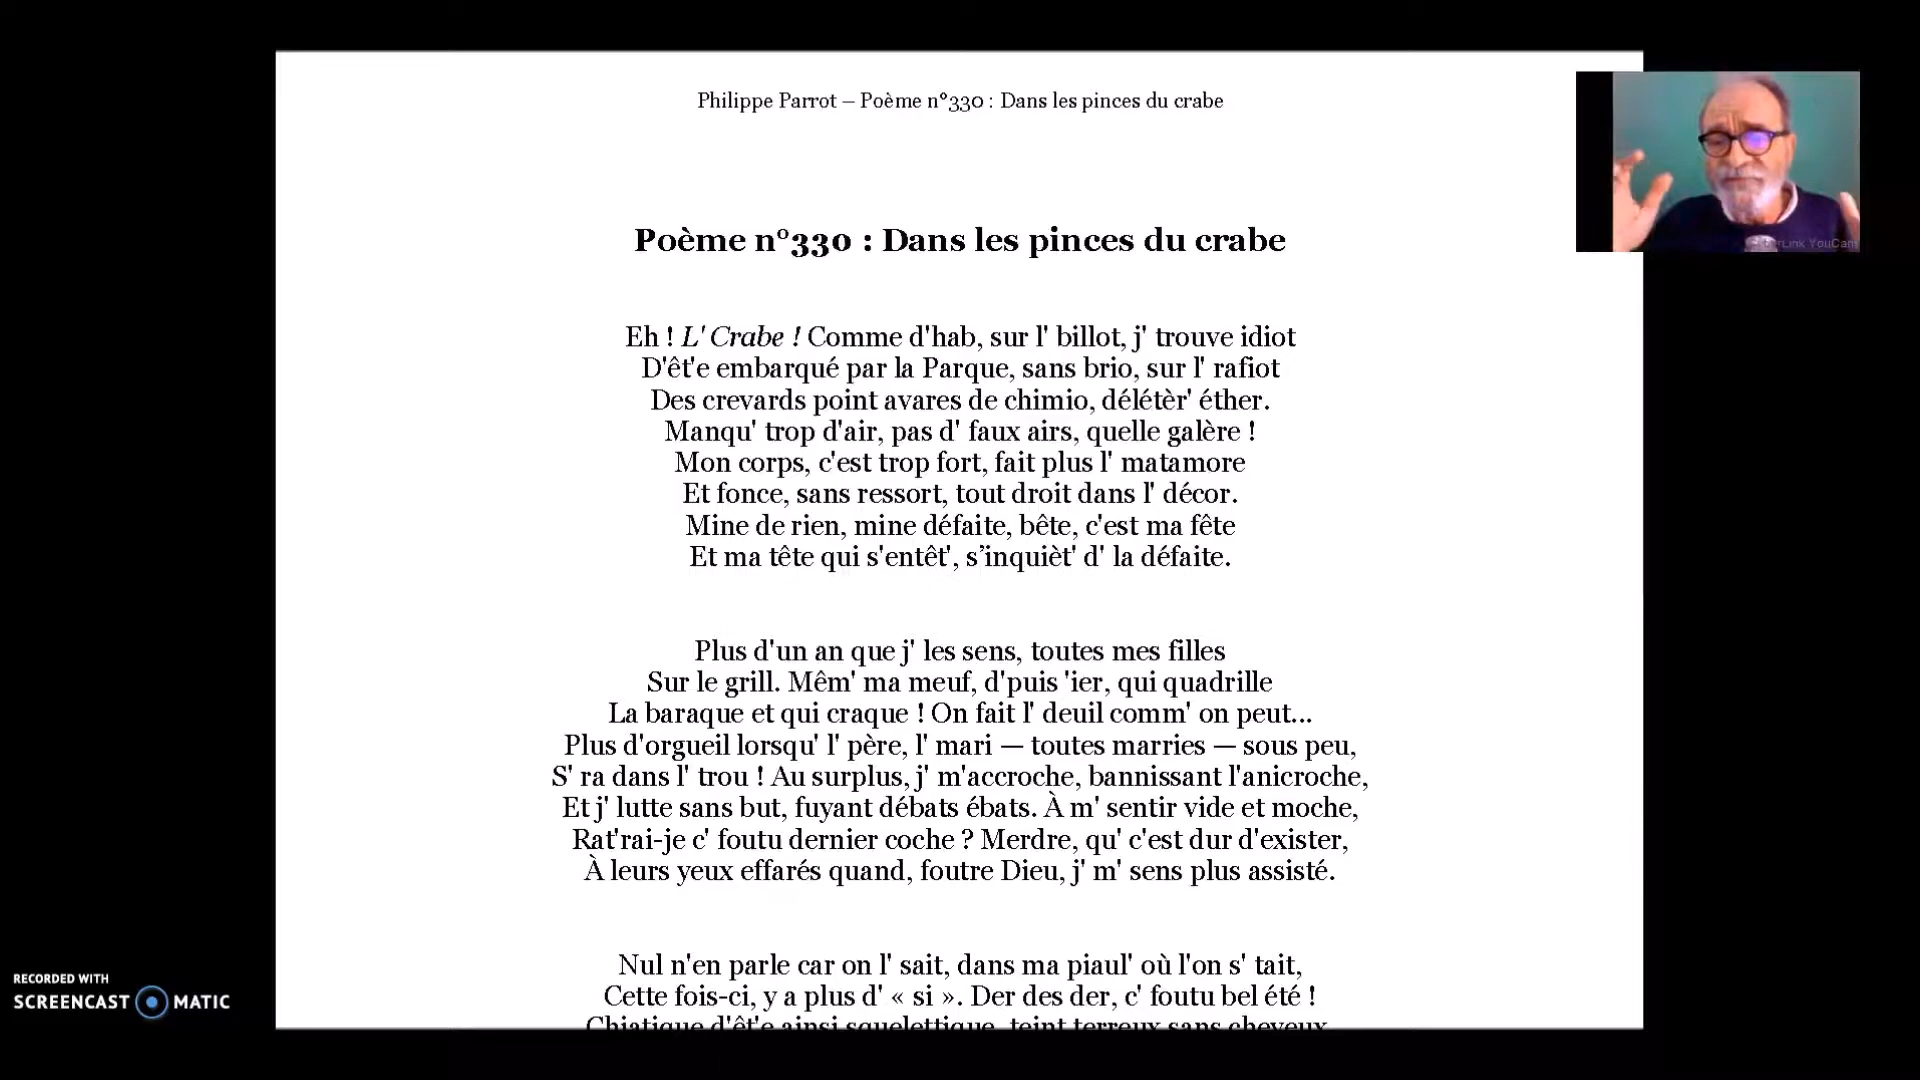 Philippe Parrot – Poème n°330 : Dans les pinces du crabe
Poème n°330 : Dans les pinces du crabe
Eh ! L' Crabe ! Comme d'hab, sur l' billot, j' trouve idiot
D'êt'e embarqué par la Parque, sans brio, sur l' rafiot
Des crevards point avares de chimio, délétèr' éther.
Manqu' trop d'air, pas d' faux airs, quelle galère !
Mon corps, c'est trop fort, fait plus l' matamore
Et fonce, sans ressort, tout droit dans l' décor.
Mine de rien, mine défaite, bête, c'est ma fête
Et ma tête qui s'entêt', s’inquièt' d' la défaite.
Plus d'un an que j' les sens, toutes mes filles
Sur le grill. Mêm' ma meuf, d'puis 'ier, qui quadrille
La baraque et qui craque ! On fait l' deuil comm' on peut...
Plus d'orgueil lorsqu' l' père, l' mari — toutes marries — sous peu,
S' ra dans l' trou ! Au surplus, j' m'accroche, bannissant l'anicroche,
Et j' lutte sans but, fuyant débats ébats. À m' sentir vide et moche,
Rat'rai-je c' foutu dernier coche ? Merdre, qu' c'est dur d'exister,
À leurs yeux effarés quand, foutre Dieu, j' m' sens plus assisté.
Nul n'en parle car on l' sait, dans ma piaul' où l'on s' tait,
Cette fois-ci, y a plus d' « si ». Der des der, c' foutu bel été !
Chiatique d'êt'e ainsi squelettique, teint terreux sans cheveux
YouCam
RECORDED WITH
SCREENCAST MATIC